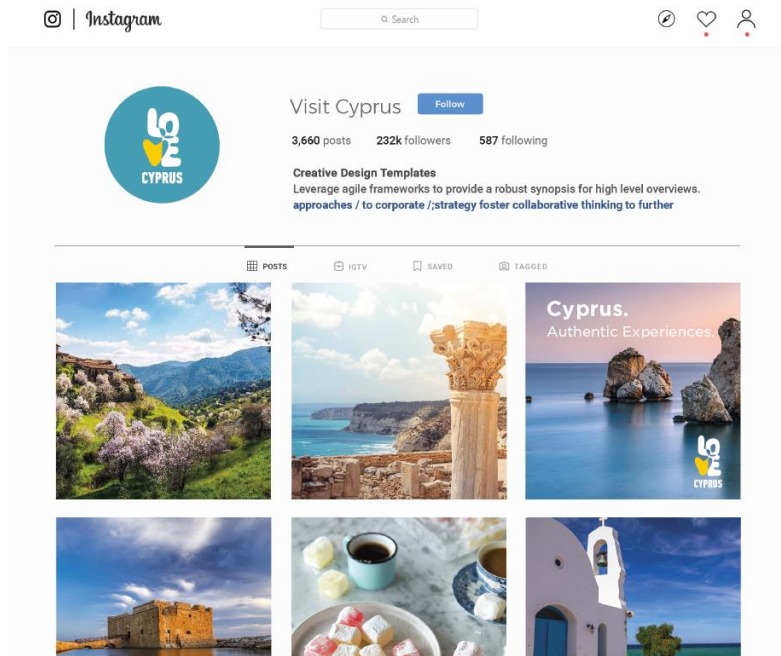 Instagram
Search
Visit Cyprus Follow
3,660 posts 232k followers 587 following
Creative Design Templates
Leverage agile frameworks to provide a robust synopsis for high level overviews.
approaches / to corporate /;strategy foster collaborative thinking to further
POSTS IGTV SAVED TAGGED
LOVE
CYPRUS
Cyprus.
Authentic Experiences.
LOVE
CYPRUS